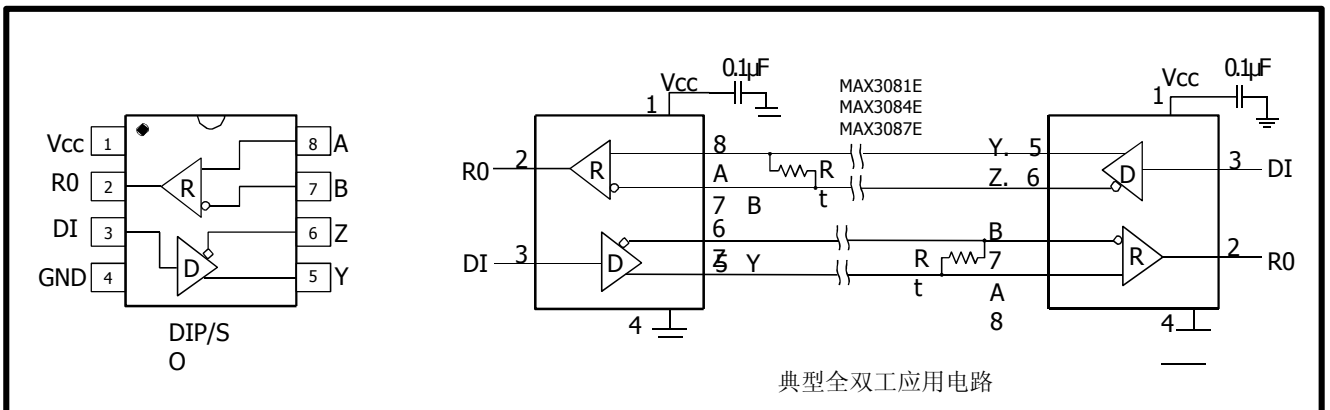 Vcc 1 8 A
R0 2 R 7 B
DI 3 6 Z
GND 4 D 5 Y
DIP/S
O
Vcc 0.1µF
1
MAX3081E
MAX3084E
MAX3087E
Vcc 0.1µF
1
R0 2 R 8
A
7 B
R
t
Y. 5
Z. 6
D 3 DI
DI 3 D 6
Z
5 Y
R
t
B
7
A
8
R 2 R0
4
4
典型全双工应用电路